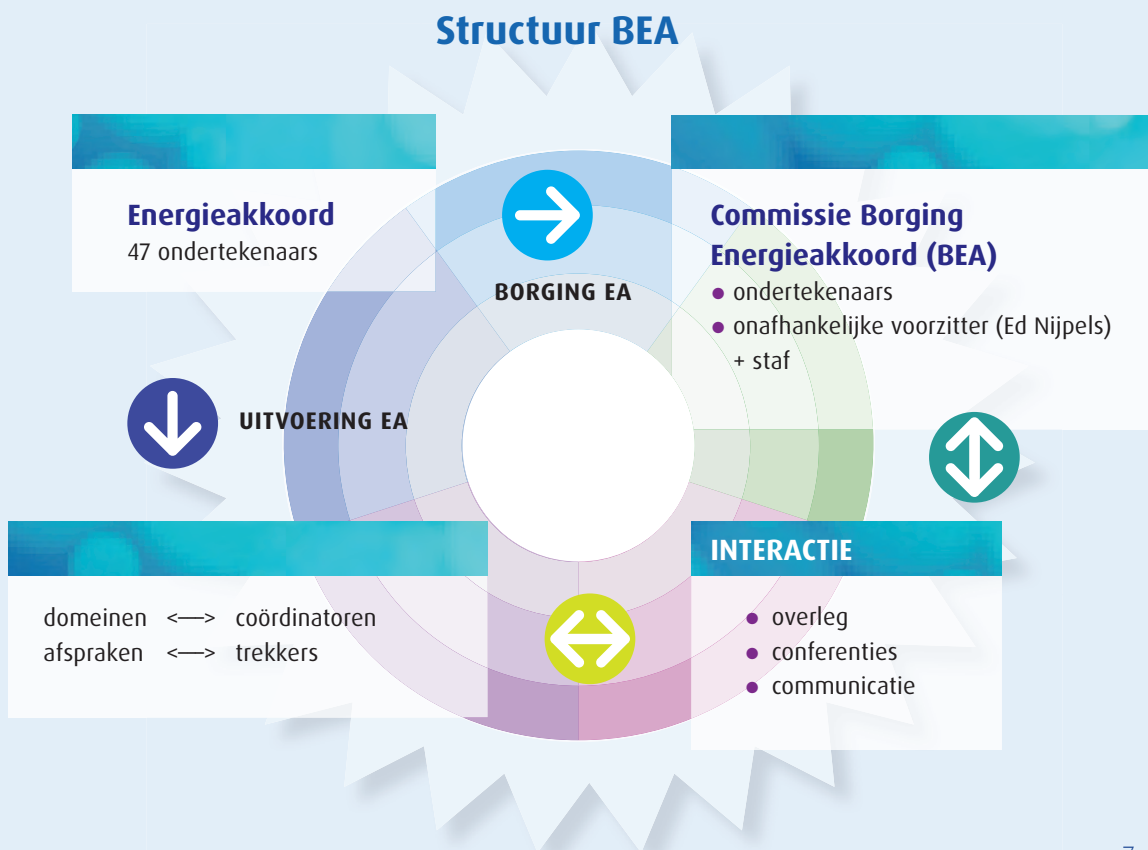 Structuur BEA
Energieakkoord
47 ondertekenaars
BORGING EA
Commissie Borging
Energieakkoord (BEA)
• ondertekenaars
• onafhankelijke voorzitter (Ed Nijpels)
+ staf
UITVOERING EA
domeinen <—> coördinatoren
afspraken <—> trekkers
INTERACTIE
• overleg
• conferenties
• communicatie